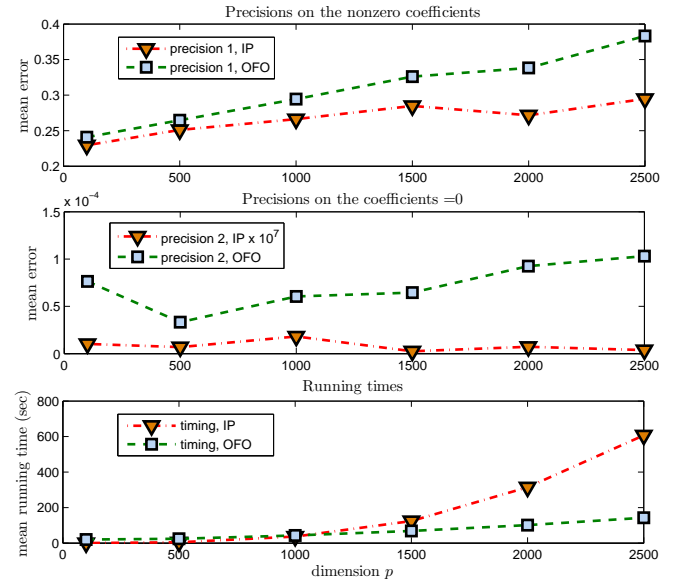 Precisions on the nonzero coefficients
0.4
0.35
0.3
0.25
0.2
mean error
precision 1, IP
precision 1, OFO
0 500 1000 1500 2000 2500
Precisions on the coefficients =0
x 10^-4
1.5
1
0.5
0
mean error
precision 2, IP x 10^7
precision 2, OFO
0 500 1000 1500 2000 2500
Running times
800
600
400
200
0
mean running time (sec)
timing, IP
timing, OFO
0 500 1000 1500 2000 2500
dimension p